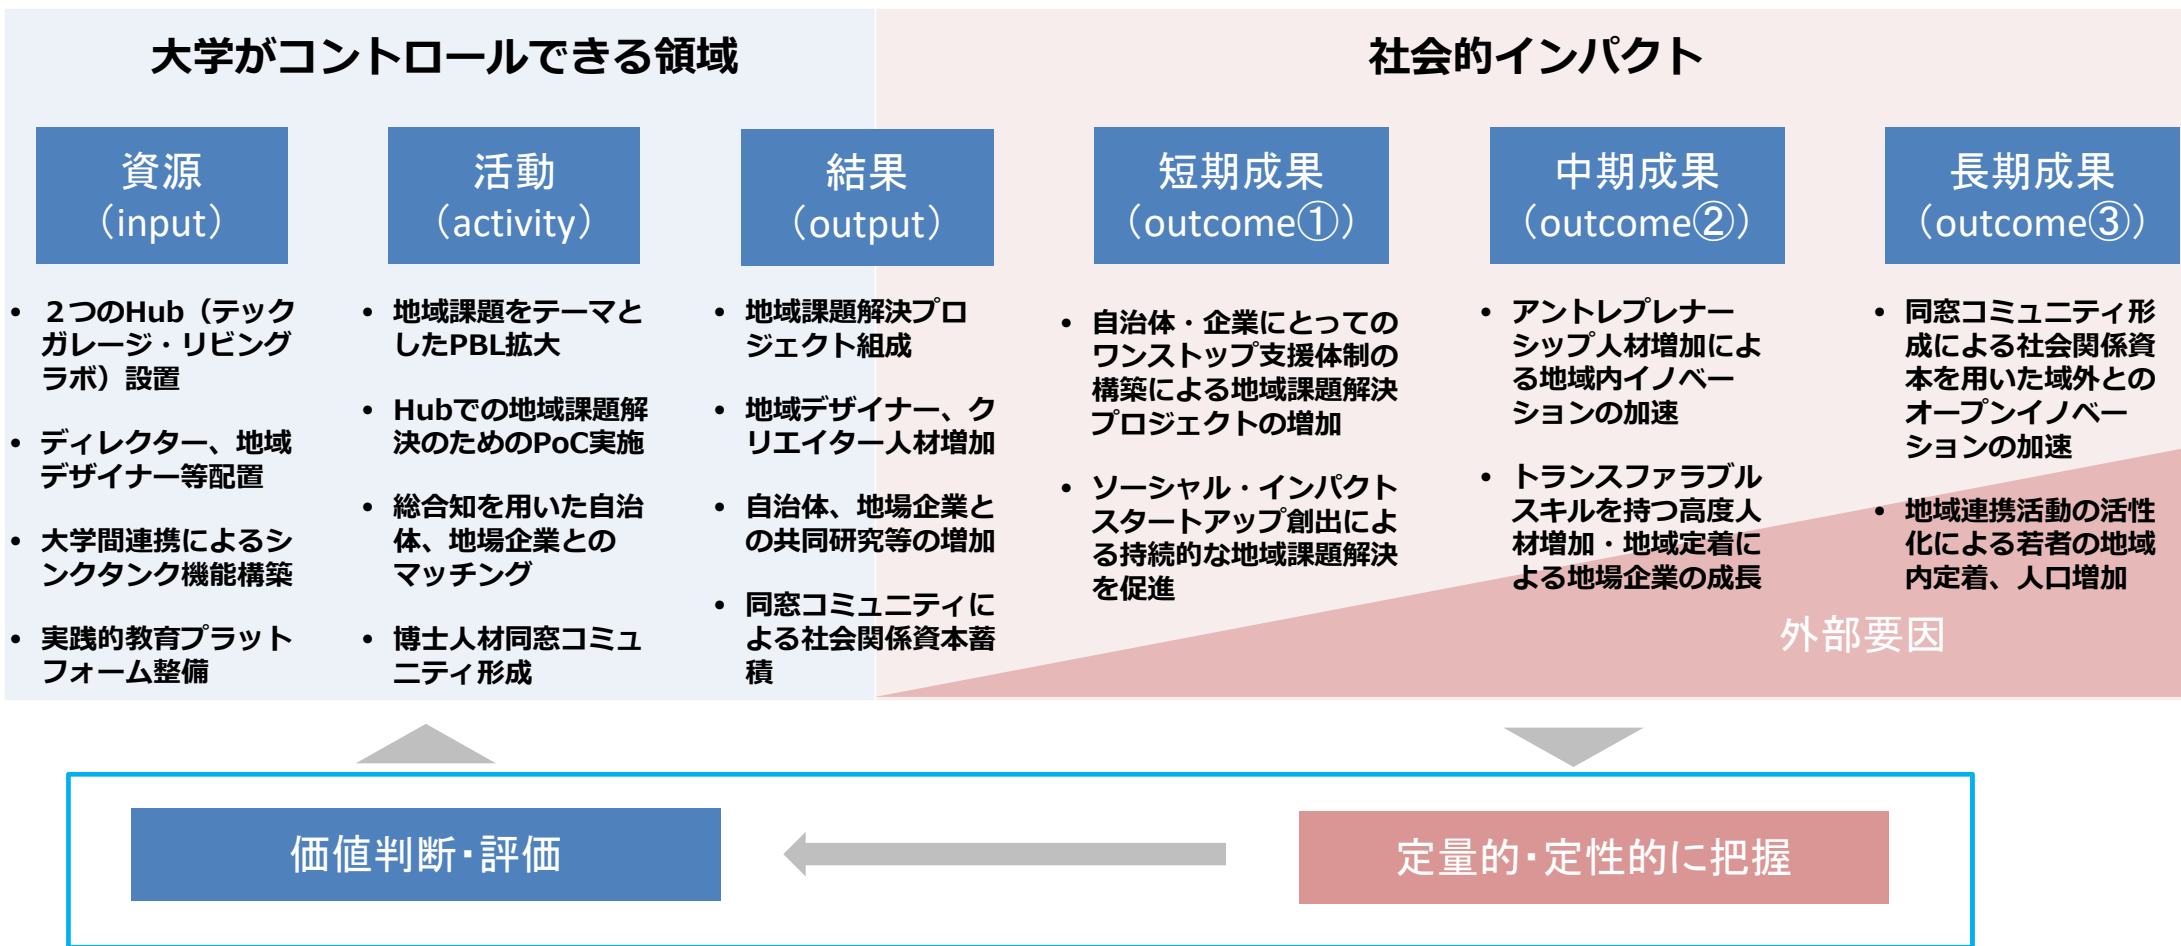 大学がコントロールできる領域
社会的インパクト
資源
（input）
活動
（activity）
結果
（output）
短期成果
（outcome①）
中期成果
（outcome②）
長期成果
（outcome③）
• ２つのHub（テック
ガレージ・リビング
ラボ）設置
• ディレクター、地域
デザイナー等配置
• 大学間連携によるシ
ンクタンク機能構築
• 実践的教育プラット
フォーム整備
• 地域課題をテーマと
したPBL拡大
• Hubでの地域課題解
決のためのPoC実施
• 総合知を用いた自治
体、地場企業との
マッチング
• 博士人材同窓コミュ
ニティ形成
• 地域課題解決プロ
ジェクト組成
• 地域デザイナー、ク
リエイター人材増加
• 自治体、地場企業と
の共同研究等の増加
• 同窓コミュニティに
よる社会関係資本蓄
積
• 自治体・企業にとっての
ワンストップ支援体制の
構築による地域課題解決
プロジェクトの増加
• ソーシャル・インパクト
スタートアップ創出によ
る持続的な地域課題解決
を促進
• アントレプレナー
シップ人材増加によ
る地域内イノベー
ションの加速
• トランスファラブル
スキルを持つ高度人
材増加・地域定着に
よる地場企業の成長
• 同窓コミュニティ形
成による社会関係資
本を用いた域外との
オープンイノベー
ションの加速
• 地域連携活動の活性
化による若者の地域
内定着、人口増加
外部要因
価値判断・評価
定量的・定性的に把握